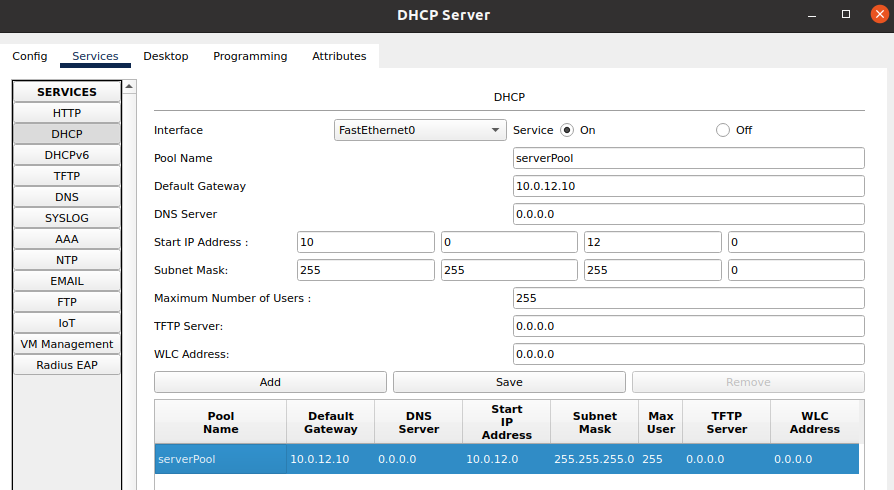 DHCP Server
Config Services Desktop Programming Attributes
SERVICES
HTTP
DHCP
DHCPv6
TFTP
DNS
SYSLOG
AAA
NTP
EMAIL
FTP
IoT
VM Management
Radius EAP
DHCP
Interface FastEthernet0 Service On Off
Pool Name serverPool
Default Gateway 10.0.12.10
DNS Server 0.0.0.0
Start IP Address : 10 0 12 0
Subnet Mask: 255 255 255 0
Maximum Number of Users : 255
TFTP Server: 0.0.0.0
WLC Address: 0.0.0.0
Add Save Remove
Pool Name Default Gateway DNS Server Start IP Address Subnet Mask Max User TFTP Server WLC Address
serverPool 10.0.12.10 0.0.0.0 10.0.12.0 255.255.255.0 255 0.0.0.0 0.0.0.0